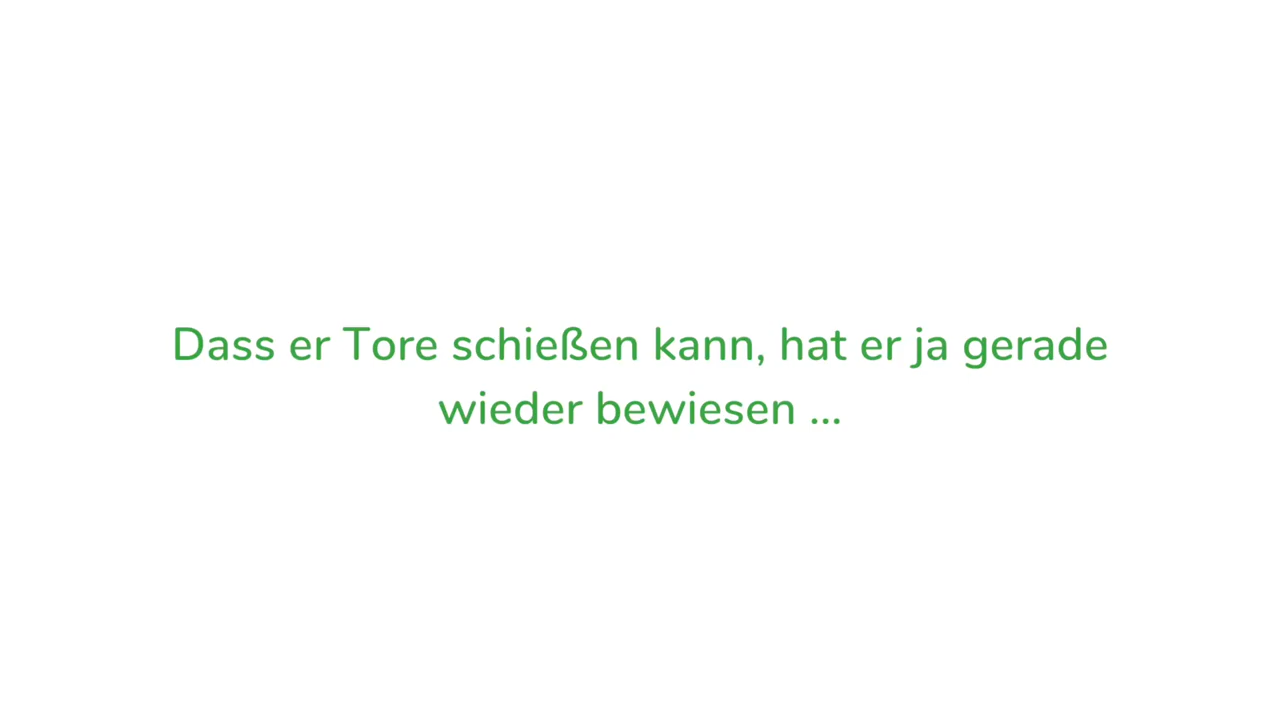 Dass er Tore schießen kann, hat er ja gerade
wieder bewiesen ...